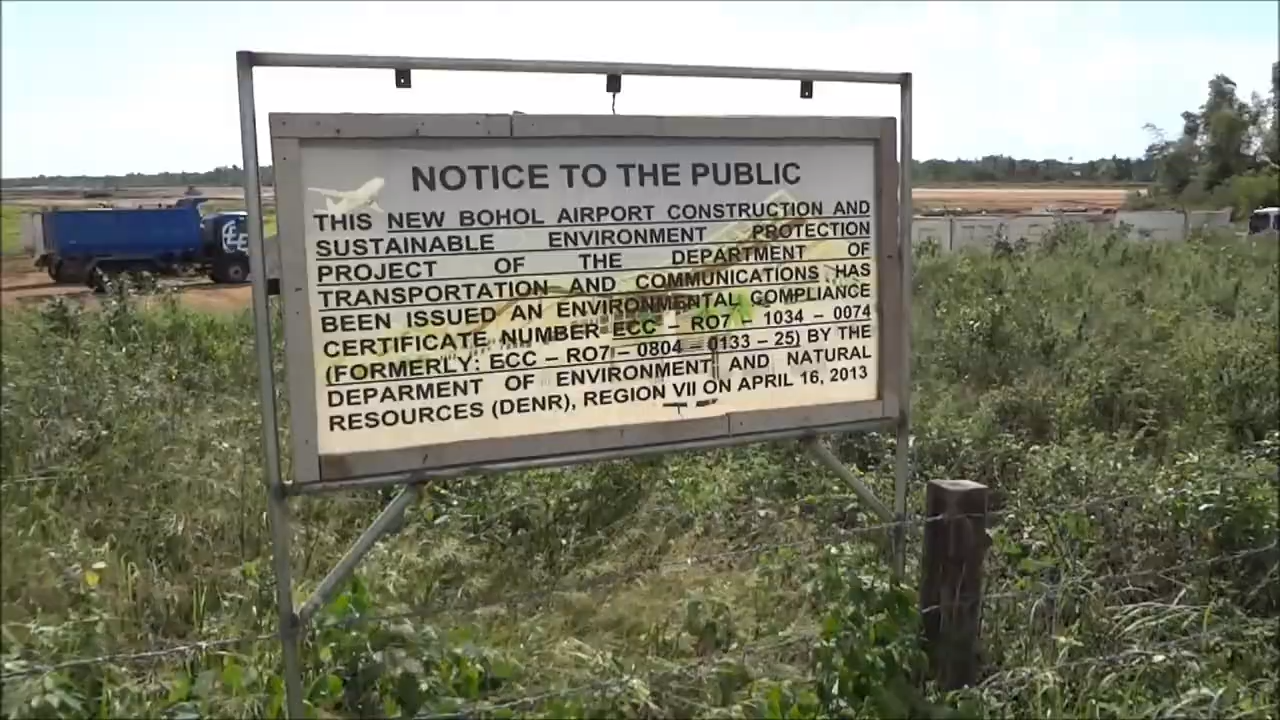 NOTICE TO THE PUBLIC
THIS NEW BOHOL AIRPORT CONSTRUCTION AND
SUSTAINABLE ENVIRONMENT PROTECTION
PROJECT OF THE DEPARTMENT OF
TRANSPORTATION AND COMMUNICATIONS HAS
BEEN ISSUED AN ENVIRONMENTAL COMPLIANCE
CERTIFICATE NUMBER ECC – RO7 – 1034 – 0074
(FORMERLY: ECC – RO7 – 0804 – 0133 – 25) BY THE
DEPARMENT OF ENVIRONMENT AND NATURAL
RESOURCES (DENR), REGION VII ON APRIL 16, 2013